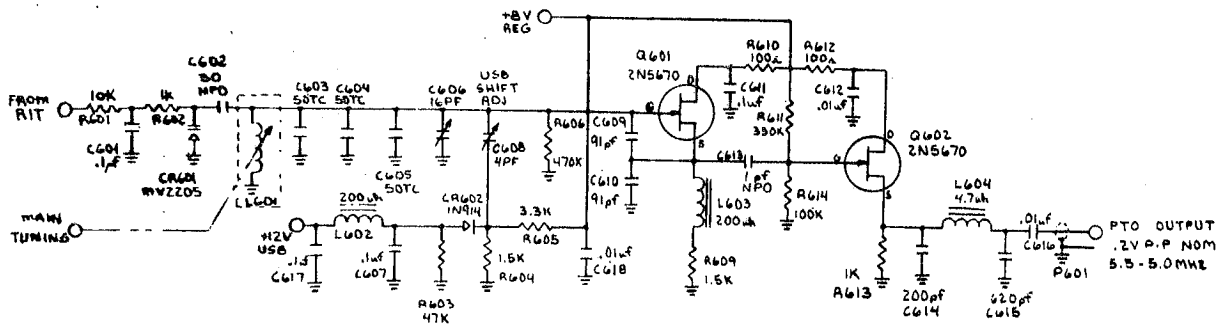 +8V
REG
FROM
RIT
10K
R601
C601
.1μf
1K
R602
CR601
MV2205
C602
30
NPO
L601
MAIN
TUNING
C603
50TC
C604
50TC
C605
50TC
C606
16PF
USB
SHIFT
ADJ
C608
4PF
R606
470K
C609
91pf
C610
91pf
Q601
2N5670
D
G
S
C611
.1uf
R610
100Ω
R612
100Ω
C612
.01uf
R611
330K
C613
1pf
NPO
R614
100K
Q602
2N5670
D
G
S
L603
200uh
R609
1.5K
+12V
USB
.1uf
C617
200uh
L602
.1uf
C607
R603
47K
CR602
1N914
1.5K
R604
3.3K
R605
.01uf
C618
1K
R613
200pf
C614
L604
4.7uh
620pf
C615
.01uf
C616
P601
PTO OUTPUT
.2V P.P NOM
5.5-5.0MHz